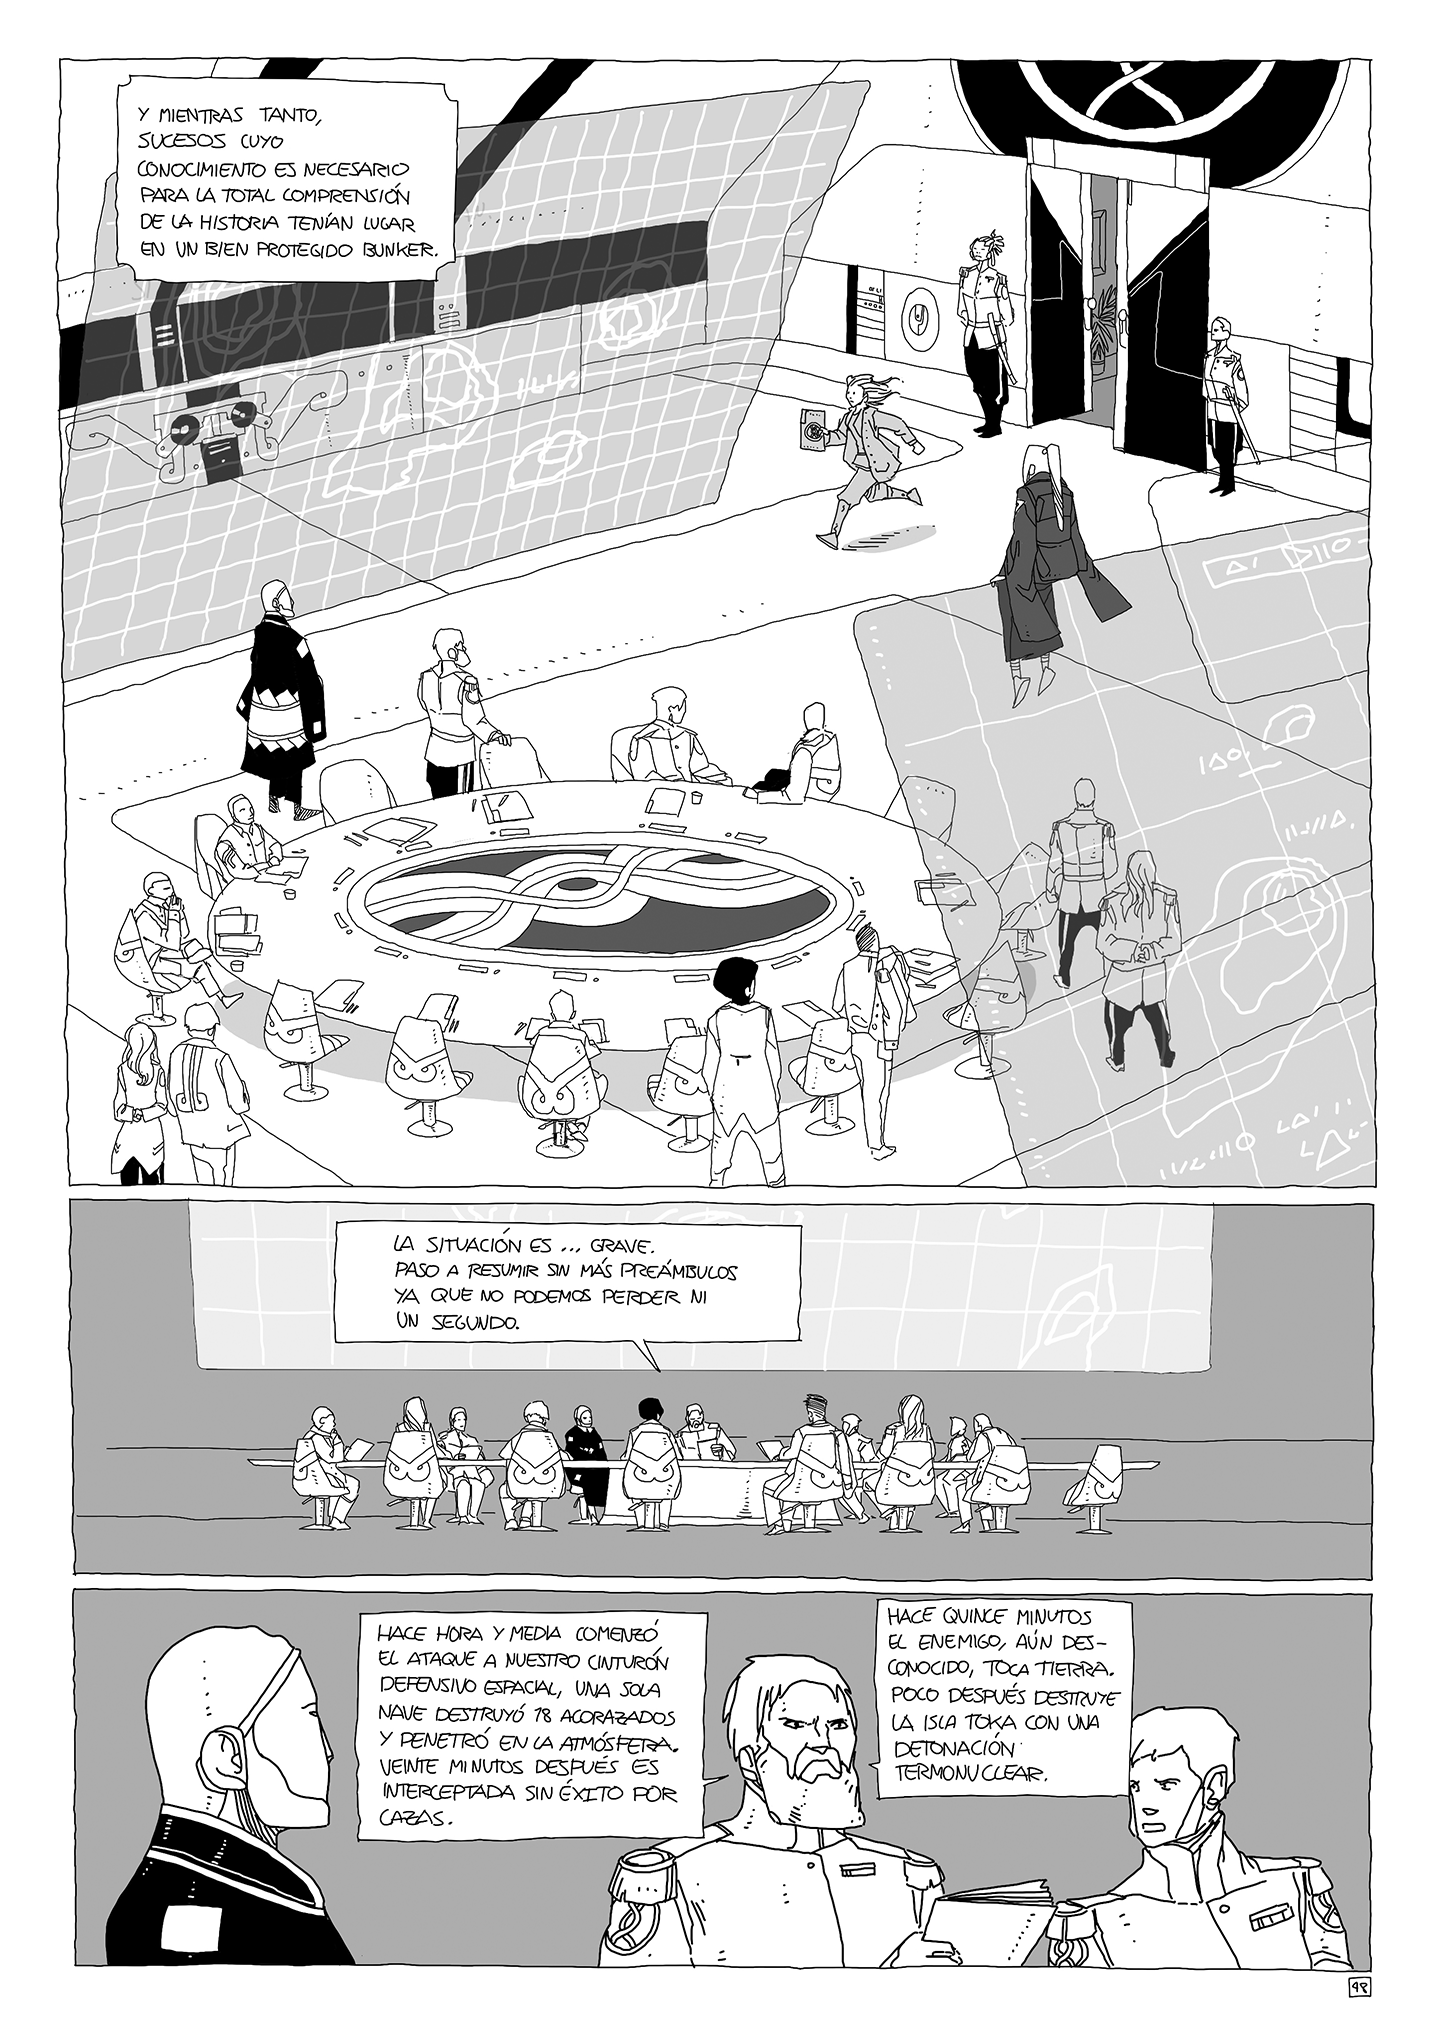 Y MIENTRAS TANTO,
SUCESOS CUYO
CONOCIMIENTO ES NECESARIO
PARA LA TOTAL COMPRENSIÓN
DE LA HISTORIA TENÍAN LUGAR
EN UN BIEN PROTEGIDO BUNKER.
LA SITUACIÓN ES ... GRAVE.
PASO A RESUMIR SIN MÁS PREÁMBULOS
YA QUE NO PODEMOS PERDER NI
UN SEGUNDO.
HACE HORA Y MEDIA COMENZÓ
EL ATAQUE A NUESTRO CINTURÓN
DEFENSIVO ESPACIAL, UNA SOLA
NAVE DESTRUYÓ 18 ACORAZADOS
Y PENETRÓ EN LA ATMÓSFERA.
VEINTE MINUTOS DESPUÉS ES
INTERCEPTADA SIN ÉXITO POR
CAZAS.
HACE QUINCE MINUTOS
EL ENEMIGO, AÚN DES-
CONOCIDO, TOCA TIERRA.
POCO DESPUÉS DESTRUYE
LA ISLA TOKA CON UNA
DETONACIÓN
TERMONUCLEAR.